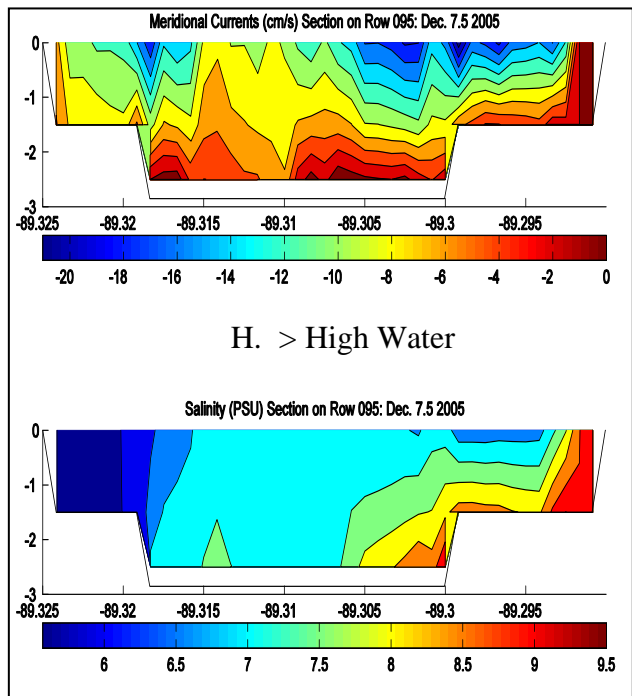 Meridional Currents (cm/s) Section on Row 095: Dec. 7.5 2005
0
-1
-2
-3
-89.325 -89.32 -89.315 -89.31 -89.305 -89.3 -89.295
-20 -18 -16 -14 -12 -10 -8 -6 -4 -2 0
H. > High Water
Salinity (PSU) Section on Row 095: Dec. 7.5 2005
0
-1
-2
-3
-89.325 -89.32 -89.315 -89.31 -89.305 -89.3 -89.295
6 6.5 7 7.5 8 8.5 9 9.5